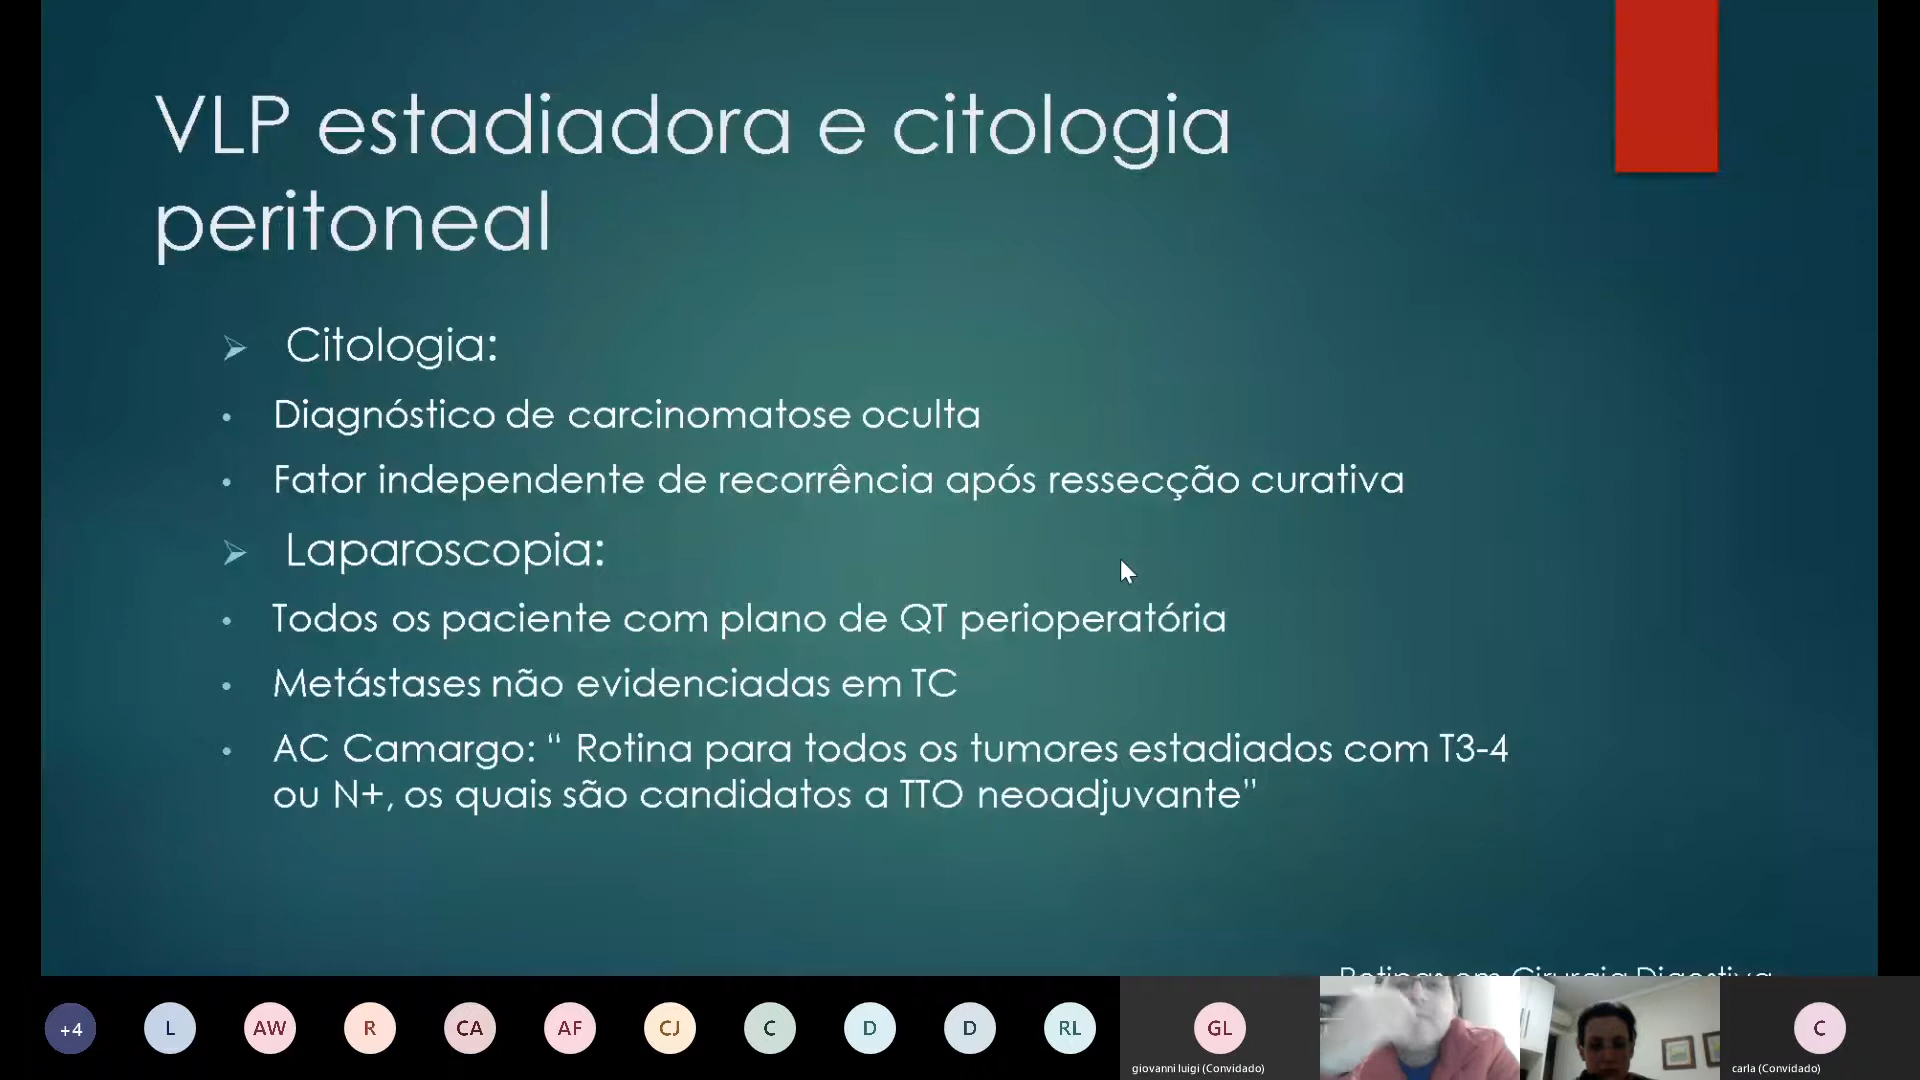 VLP estadiadora e citologia
peritoneal
Citologia:
Diagnóstico de carcinomatose oculta
Fator independente de recorrência após ressecção curativa
Laparoscopia:
Todos os paciente com plano de QT perioperatória
Metástases não evidenciadas em TC
AC Camargo: “ Rotina para todos os tumores estadiados com T3-4
ou N+, os quais são candidatos a TTO neoadjuvante”
Rotinas em Cirurgia Digestiva
+4
L
AW
R
CA
AF
CJ
C
D
D
RL
GL
C
giovanni luigi (Convidado)
carla (Convidado)